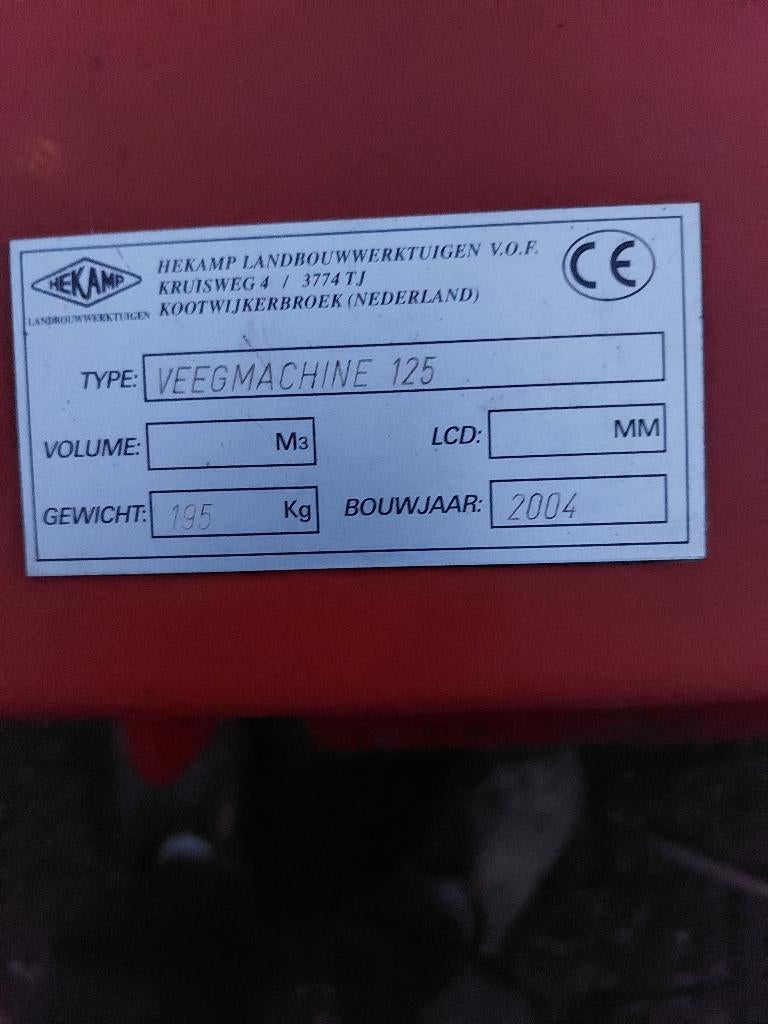 HEKAMP
LANDBOUWWERKTUIGEN
HEKAMP LANDBOUWWERKTUIGEN V.O.F.
KRUISWEG 4 / 3774 TJ
KOOTWIJKERBROEK (NEDERLAND)
CE
TYPE: VEEGMACHINE 125
VOLUME: M3 LCD: MM
GEWICHT: 195 Kg BOUWJAAR: 2004